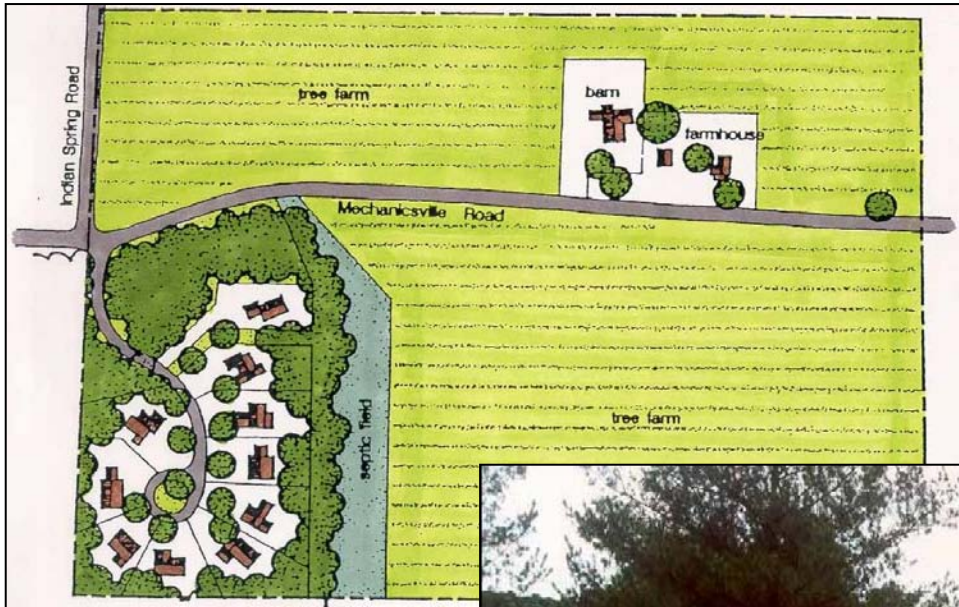 Indian Spring Road
tree farm
barn
farmhouse
Mechanicsville Road
septic field
tree farm